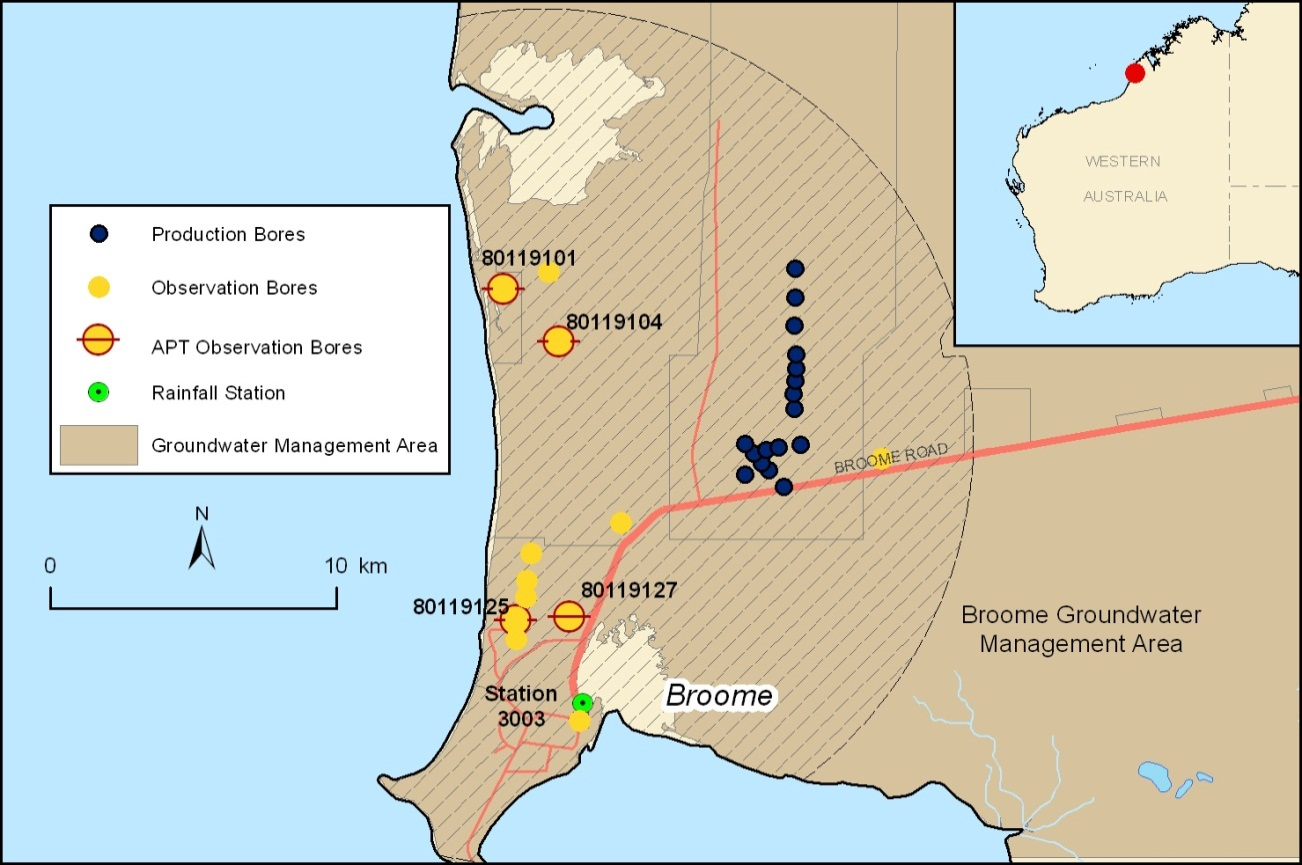 WESTERN
AUSTRALIA
Production Bores
Observation Bores
APT Observation Bores
Rainfall Station
Groundwater Management Area
80119101
80119104
BROOME ROAD
N
0
10 km
80119127
80119125
Broome Groundwater
Management Area
Station
3003
Broome